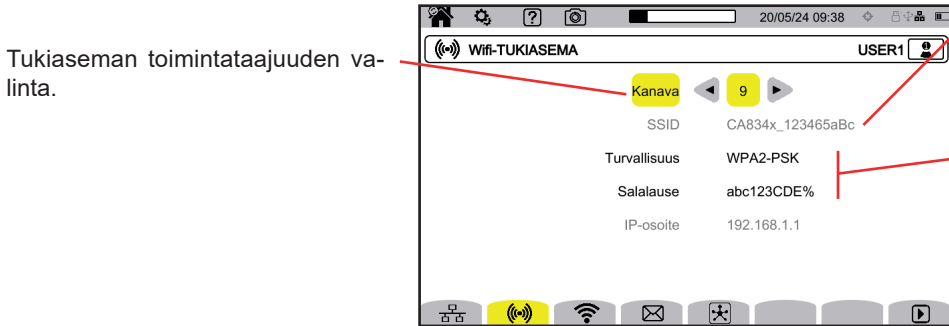 20/05/24 09:38
Wifi-TUKIASEMA USER1
Tukiaseman toimintataajuuden va-
linta.
Kanava 9
SSID CA834x_123465aBc
Turvallisuus WPA2-PSK
Salalause abc123CDE%
IP-osoite 192.168.1.1